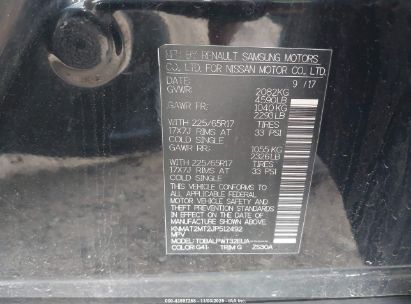 MFD BY RENAULT SAMSUNG MOTORS
CO., LTD. FOR NISSAN MOTOR CO., LTD.
DATE: 9 / 17
GVWR: 2082KG
4590LB
GAWR FR: 1040KG
2293LB
WITH 225/65R17 TIRES
17X7J RIMS AT 33 PSI
COLD SINGLE
GAWR RR: 1055KG
2326LB
WITH 225/65R17 TIRES
17X7J RIMS AT 33 PSI
COLD SINGLE
THIS VEHICLE CONFORMS TO
ALL APPLICABLE FEDERAL
MOTOR VEHICLE SAFETY, BUMPER,
AND THEFT PREVENTION STANDARDS
IN EFFECT ON THE DATE OF
MANUFACTURE SHOWN ABOVE.
KNMAT2MT2JP512492
MPV
MODEL:
COLOR: G41 TRIM: G